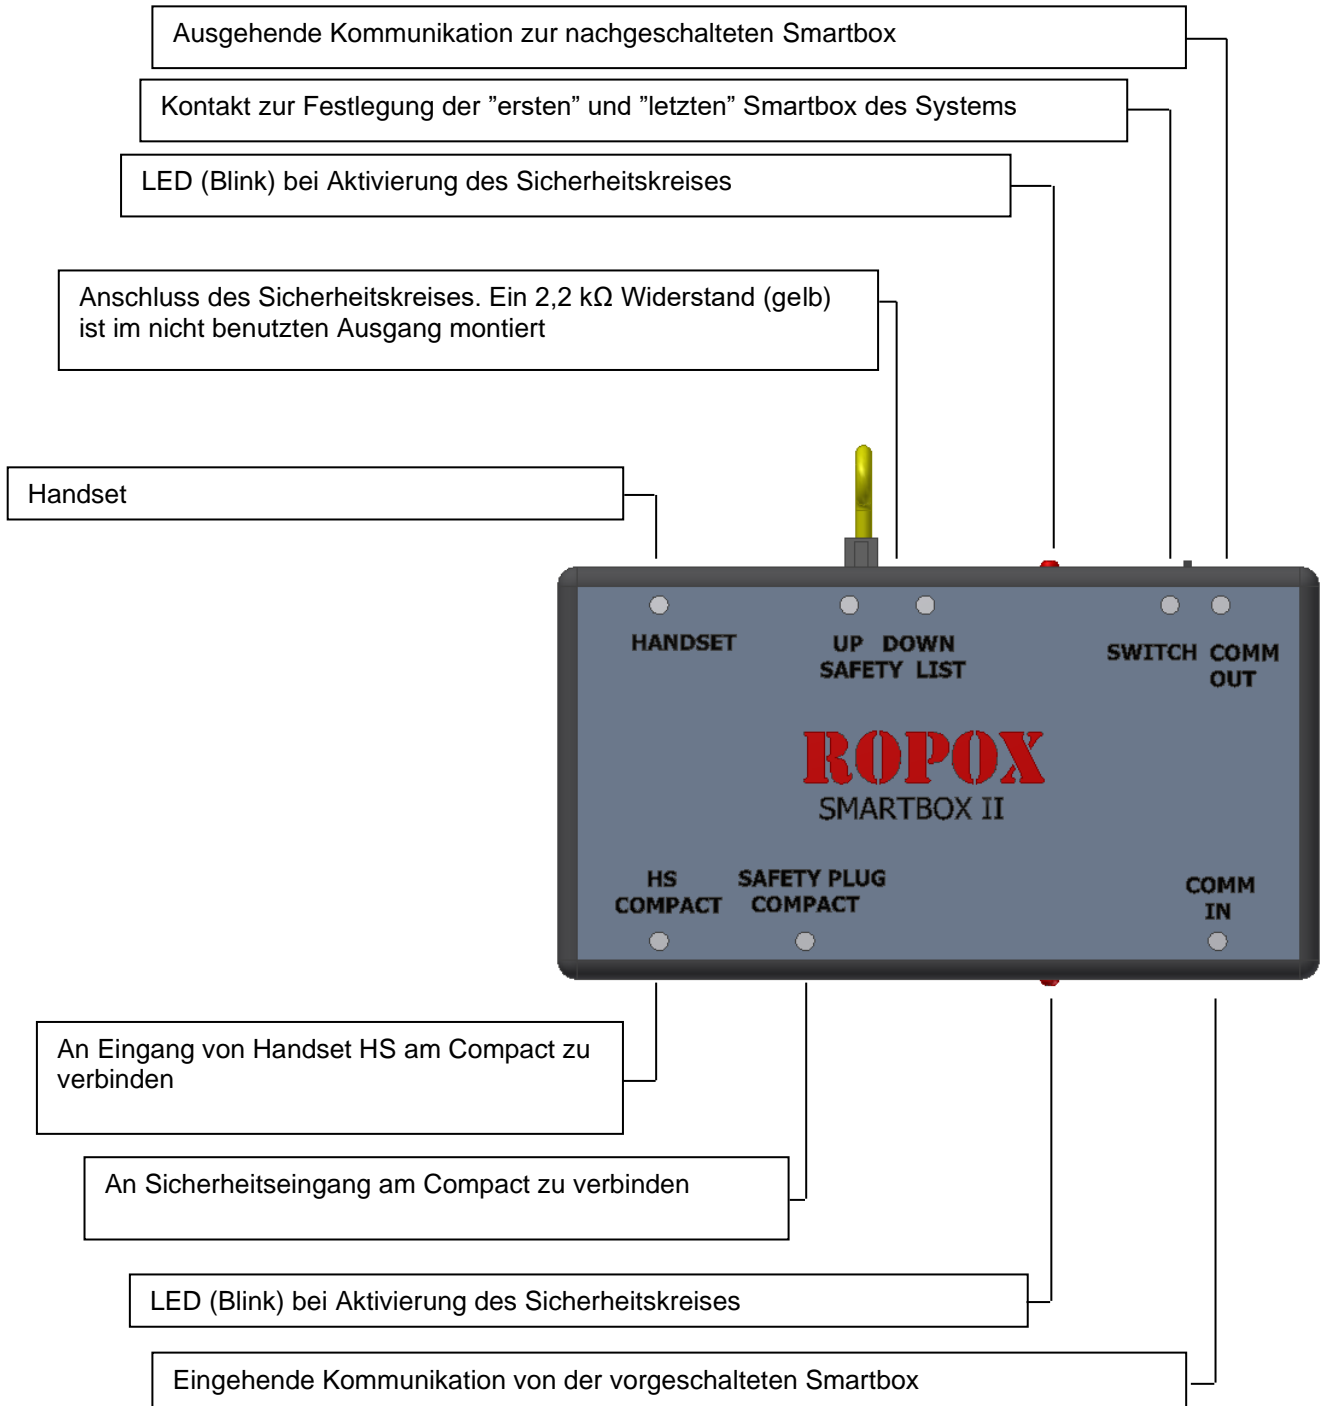 Ausgehende Kommunikation zur nachgeschalteten Smartbox
Kontakt zur Festlegung der ”ersten” und ”letzten” Smartbox des Systems
LED (Blink) bei Aktivierung des Sicherheitskreises
Anschluss des Sicherheitskreises. Ein 2,2 kΩ Widerstand (gelb)
ist im nicht benutzten Ausgang montiert
Handset
HANDSET
UP DOWN
SAFETY LIST
SWITCH COMM
OUT
ROPOX
SMARTBOX II
HS
COMPACT
SAFETY PLUG
COMPACT
COMM
IN
An Eingang von Handset HS am Compact zu
verbinden
An Sicherheitseingang am Compact zu verbinden
LED (Blink) bei Aktivierung des Sicherheitskreises
Eingehende Kommunikation von der vorgeschalteten Smartbox